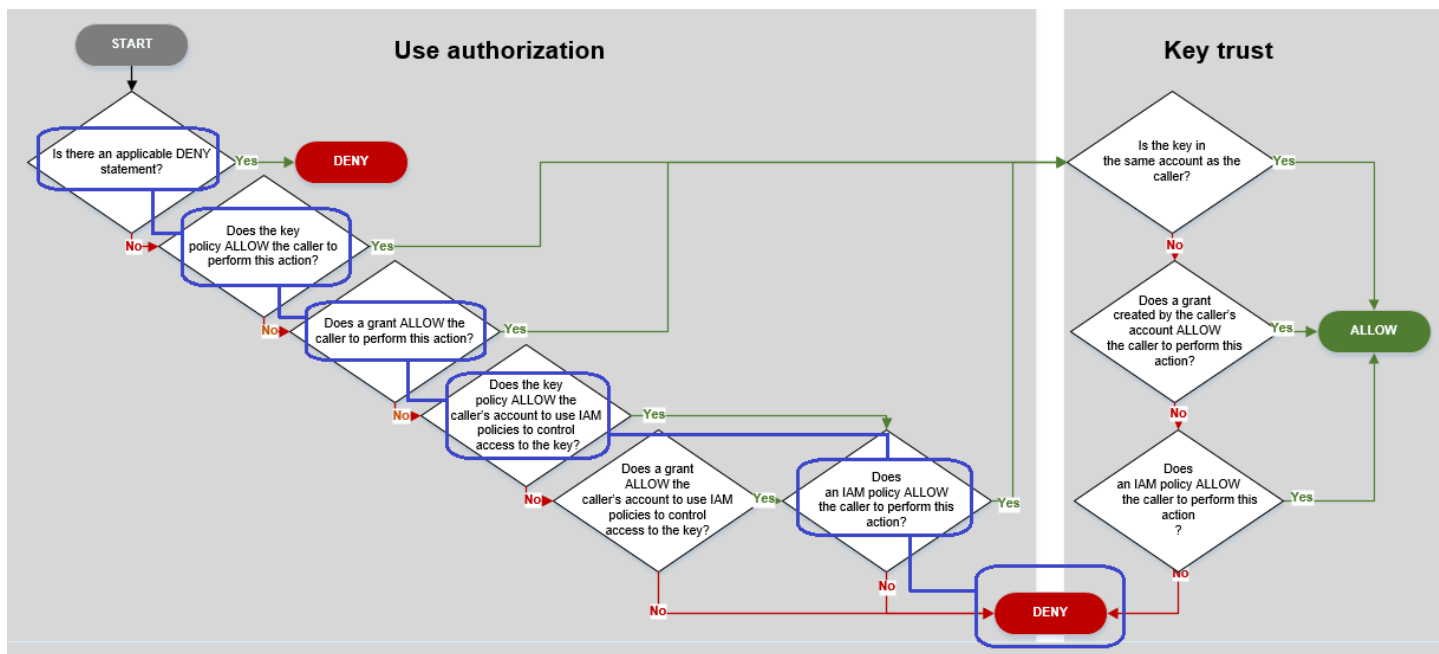 START
Use authorization
Key trust
Is there an applicable DENY
statement?
Yes
DENY
No
Does the key
policy ALLOW the caller to
perform this action?
Yes
No
Does a grant ALLOW the
caller to perform this action?
Yes
No
Does the key
policy ALLOW the
caller's account to use IAM
policies to control
access to the key?
Yes
No
Does a grant
ALLOW the
caller's account to use IAM
policies to control
access to the key?
Yes
No
Does
an IAM policy ALLOW
the caller to perform this
action?
Yes
No
DENY
Is the key in
the same account as the
caller?
Yes
No
Does a grant
created by the caller's
account ALLOW
the caller to perform this
action?
Yes
ALLOW
No
Does
an IAM policy ALLOW
the caller to perform this
action
?
Yes
No